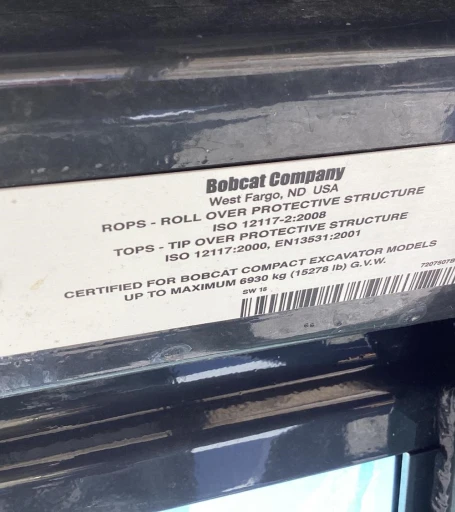 Bobcat Company
West Fargo, ND USA
ROPS - ROLL OVER PROTECTIVE STRUCTURE
ISO 12117-2:2008
TOPS - TIP OVER PROTECTIVE STRUCTURE
ISO 12117:2000, EN13531:2001
CERTIFIED FOR BOBCAT COMPACT EXCAVATOR MODELS
UP TO MAXIMUM 6930 kg (15278 lb) G.V.W.
SW 16